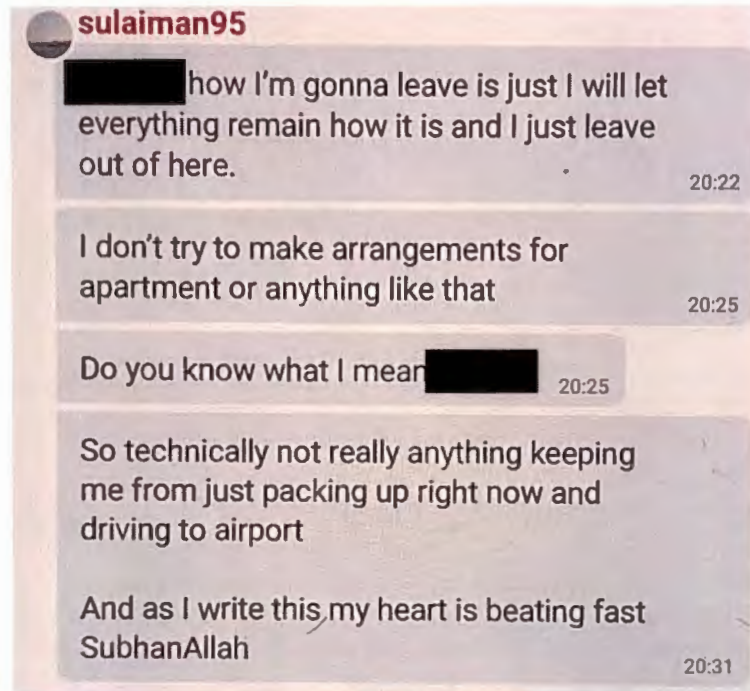 sulaiman95
how I'm gonna leave is just I will let
everything remain how it is and I just leave
out of here.
20:22
I don't try to make arrangements for
apartment or anything like that
20:25
Do you know what I mean
20:25
So technically not really anything keeping
me from just packing up right now and
driving to airport
And as I write this my heart is beating fast
SubhanAllah
20:31